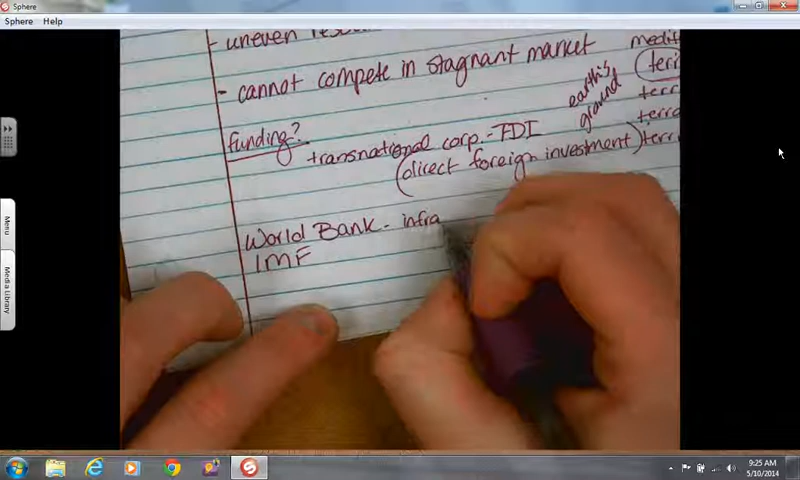 Sphere
Sphere Help
- uneven
- cannot compete in stagnant market
funding?
transnational corp. - FDI
(direct foreign investment)
earth's
ground
World Bank - infra
IMF
Menu
Media Library
9:25 AM
5/10/2014